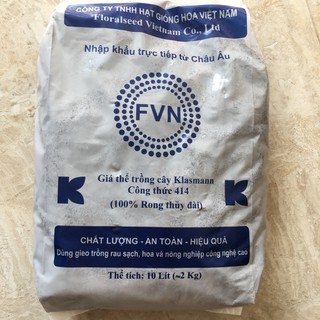 CÔNG TY TNHH HẠT GIỐNG HOA VIỆT NAM
Floralseed Vietnam Co., Ltd
Nhập khẩu trực tiếp từ Châu Âu
FVN
Giá thể trồng cây Klasmann
Công thức 414
(100% Rong thủy đài)
CHẤT LƯỢNG - AN TOÀN - HIỆU QUẢ
Dùng gieo trồng rau sạch, hoa và nông nghiệp công nghệ cao
Thể tích: 10 Lít (~2 Kg)